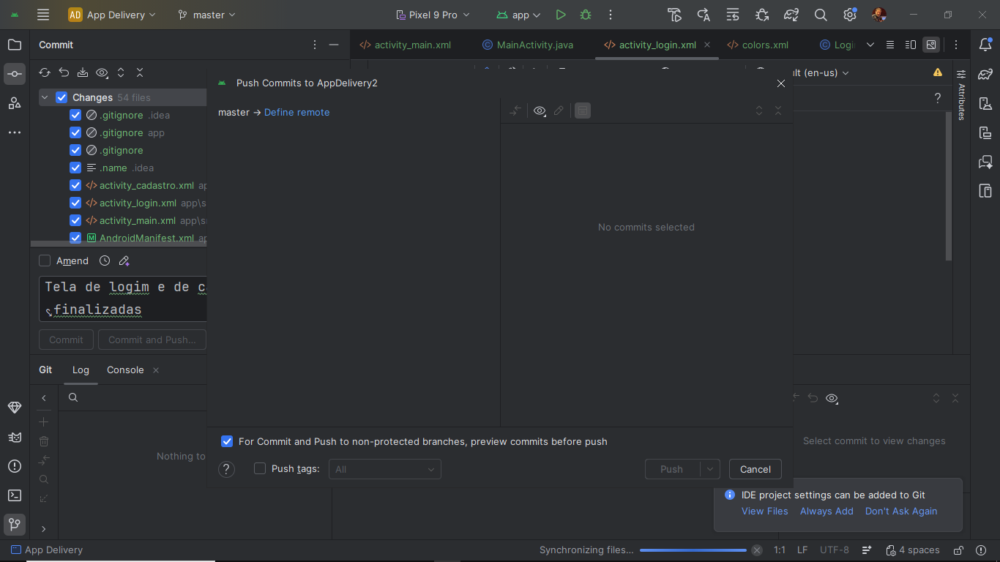 AD App Delivery master Pixel 9 Pro app
Commit
activity_main.xml MainActivity.java activity_login.xml colors.xml Logi
Push Commits to AppDelivery2
ult (en-us)
Changes 54 files
.gitignore .idea
.gitignore app
.gitignore
.name .idea
activity_cadastro.xml ap
activity_login.xml app\s
activity_main.xml app\s
AndroidManifest.xml ap
master → Define remote
No commits selected
?
Attributes
Amend
Tela de logim e de c
finalizadas
Commit Commit and Push...
Git Log Console
Nothing to
For Commit and Push to non-protected branches, preview commits before push
? Push tags: All Push Cancel
Select commit to view changes
IDE project settings can be added to Git
View Files Always Add Don't Ask Again
App Delivery Synchronizing files... 1:1 LF UTF-8 4 spaces